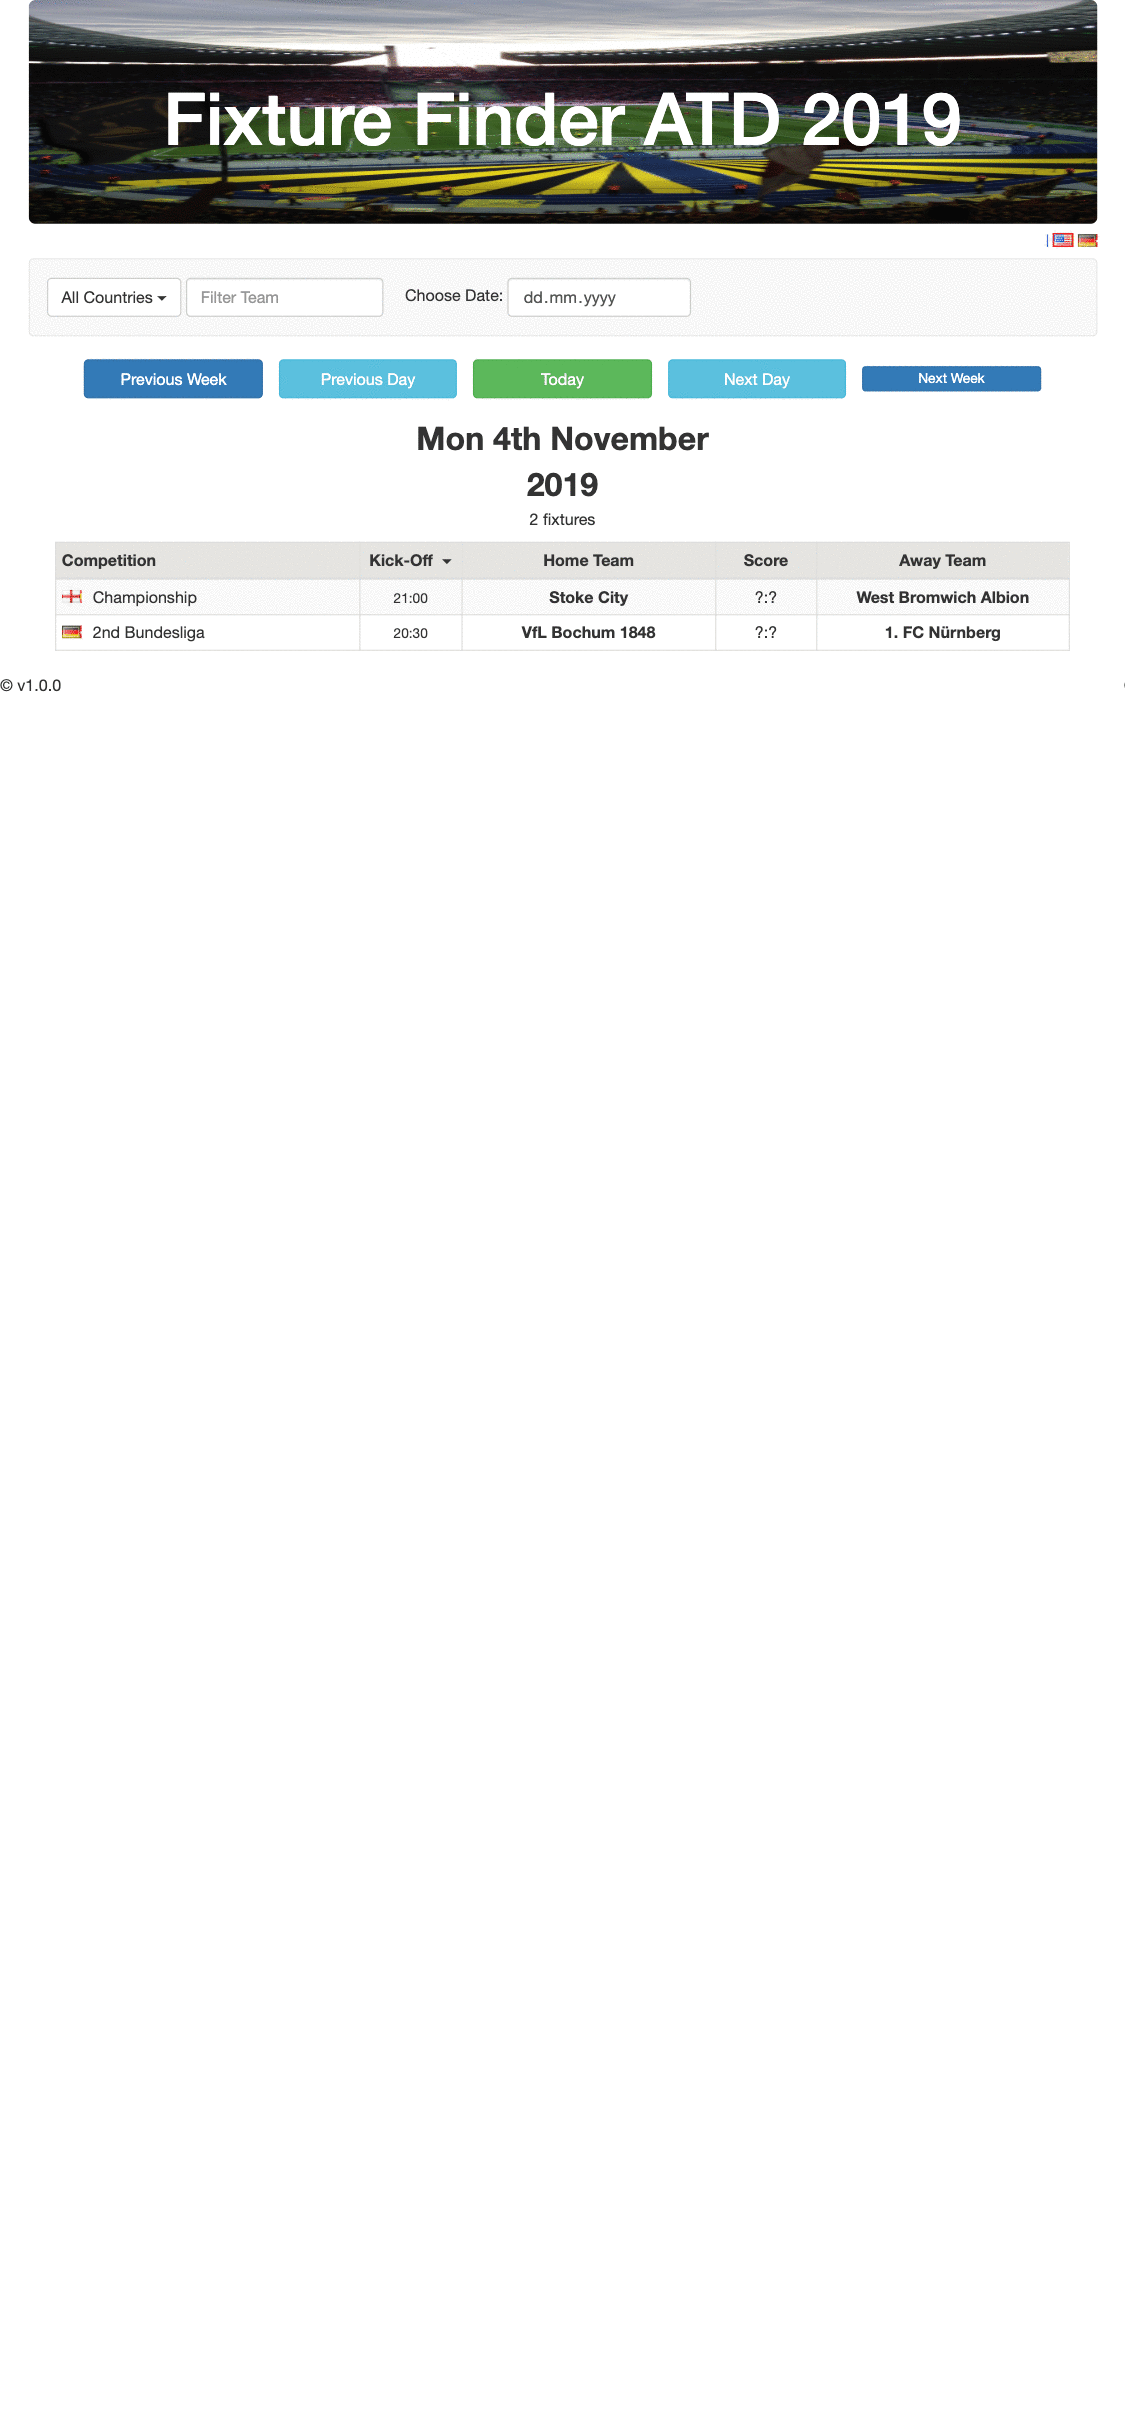 Fixture Finder ATD 2019
|
All Countries Filter Team Choose Date: dd.mm.yyyy
Previous Week Previous Day Today Next Day Next Week
Mon 4th November
2019
2 fixtures
Competition Kick-Off Home Team Score Away Team
Championship 21:00 Stoke City ?:? West Bromwich Albion
2nd Bundesliga 20:30 VfL Bochum 1848 ?:? 1. FC Nürnberg
© v1.0.0